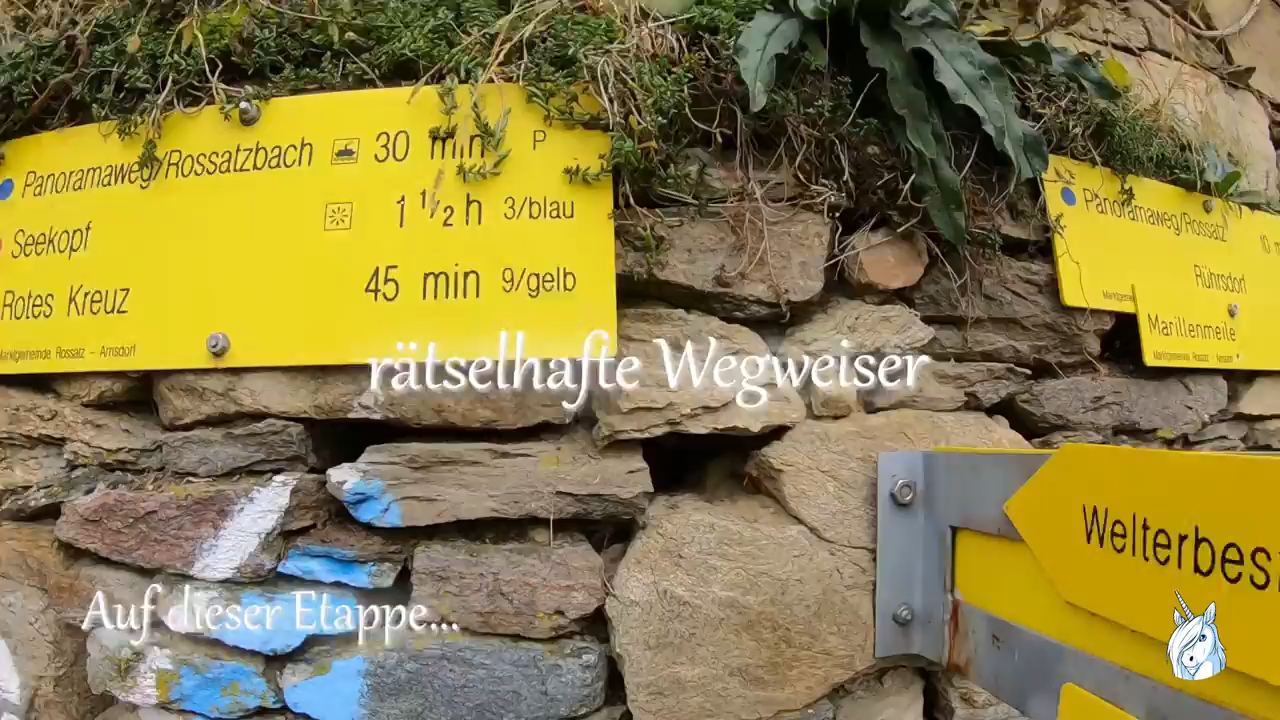 Panoramaweg/Rossatzbach 30 min P
Seekopf 1 ½ h 3/blau
Rotes Kreuz 45 min 9/gelb
Marktgemeinde Rossatz - Arnsdorf
Panoramaweg/Rossatz 10 m
Rührsdorf
Marillenmeile
rätselhafte Wegweiser
Welterbes
Auf dieser Etappe...